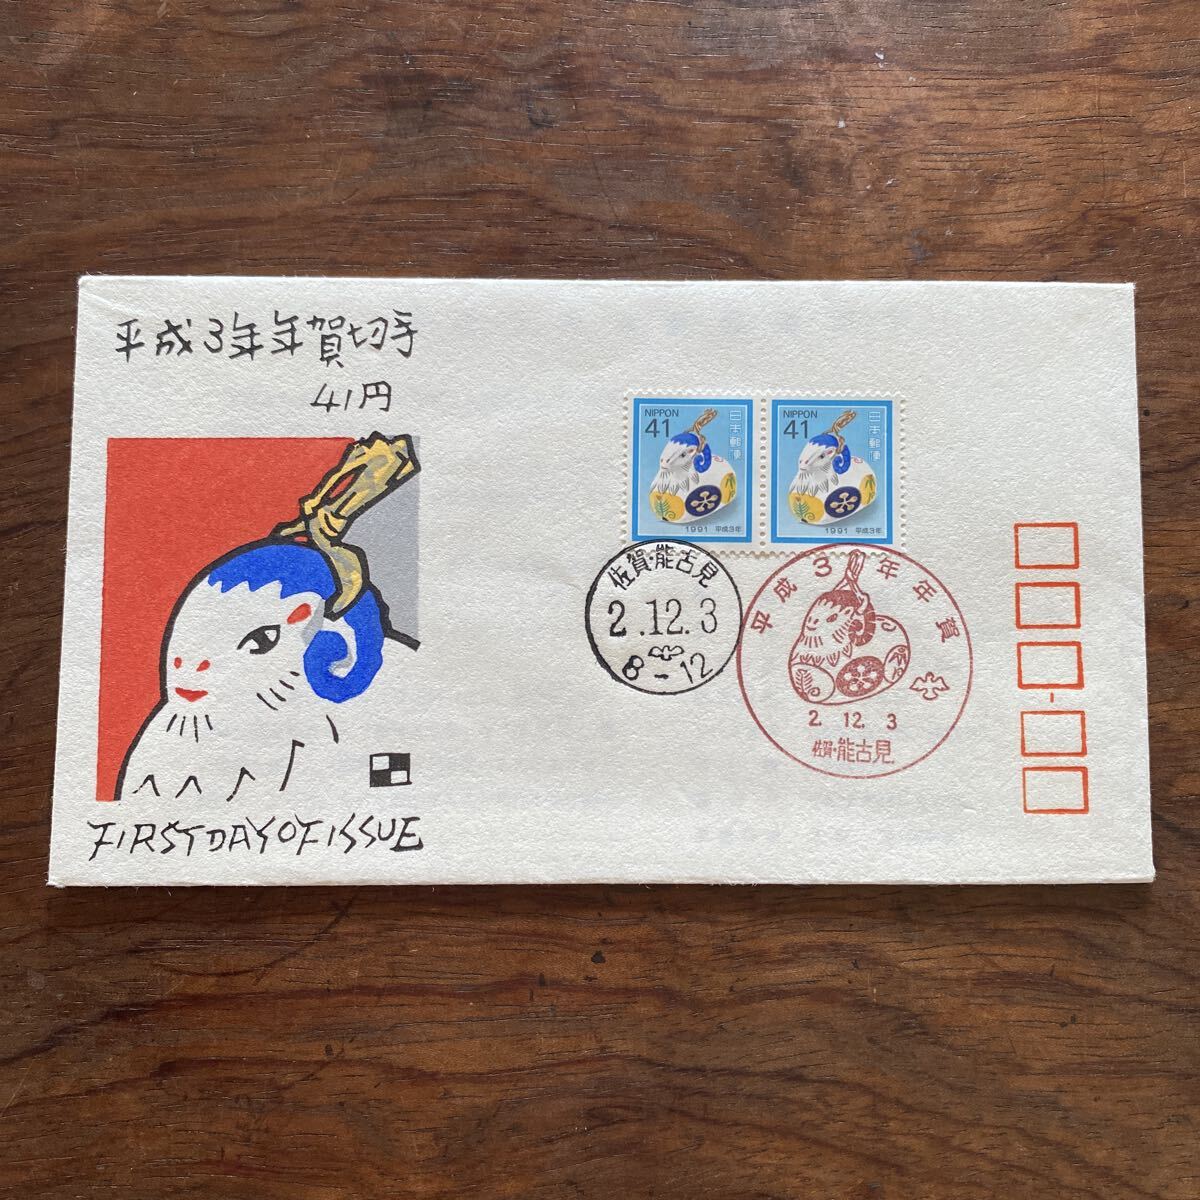 平成3年年賀切手
41円
FIRST DAY OF ISSUE
NIPPON
41
日本郵便
1991 平成3年
NIPPON
41
日本郵便
1991 平成3年
佐賀・能古見
2.12.3
8-12
平成3年年賀
2. 12. 3
佐賀・能古見